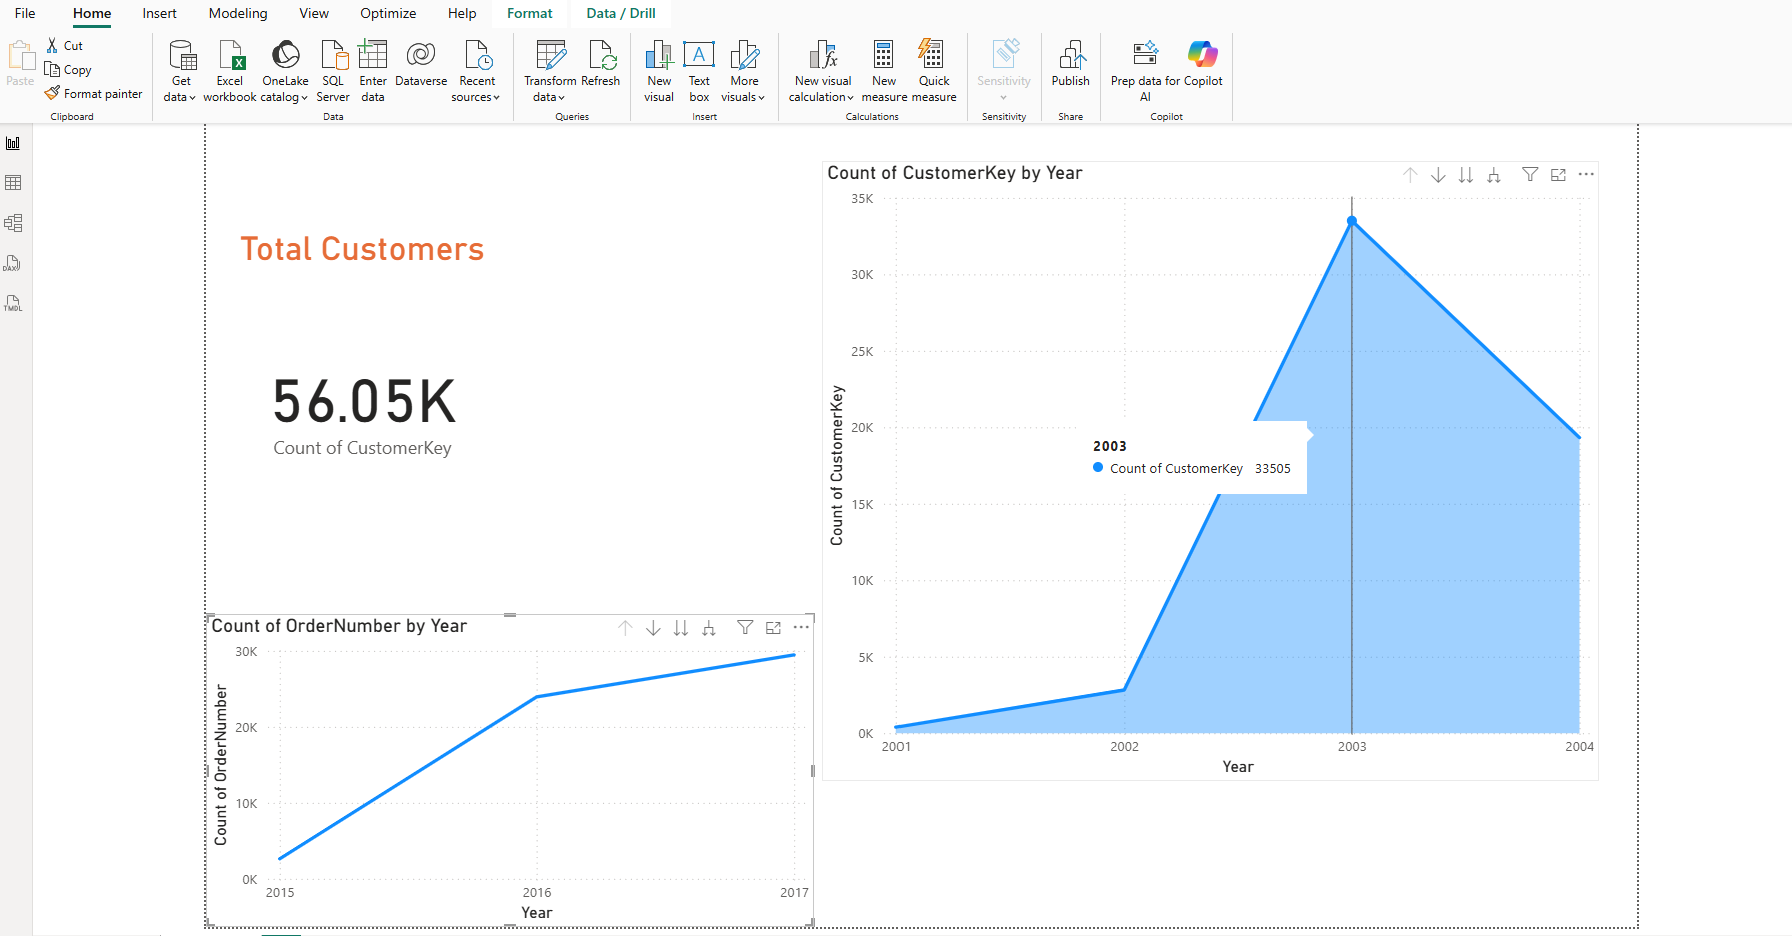 File Home Insert Modeling View Optimize Help Format Data / Drill
Paste
Cut
Copy
Format painter
Clipboard
Get data
Excel workbook
OneLake catalog
SQL Server
Enter data
Dataverse
Recent sources
Data
Transform data
Refresh
Queries
New visual
Text box
More visuals
Insert
New visual calculation
New measure
Quick measure
Calculations
Sensitivity
Sensitivity
Publish
Share
Prep data for AI
Copilot
Copilot
DAX
TMDL
Total Customers
56.05K
Count of CustomerKey
Count of CustomerKey by Year
35K
30K
25K
20K
15K
10K
5K
0K
Count of CustomerKey
2003
Count of CustomerKey 33505
2001 2002 2003 2004
Year
Count of OrderNumber by Year
30K
20K
10K
0K
Count of OrderNumber
2015 2016 2017
Year